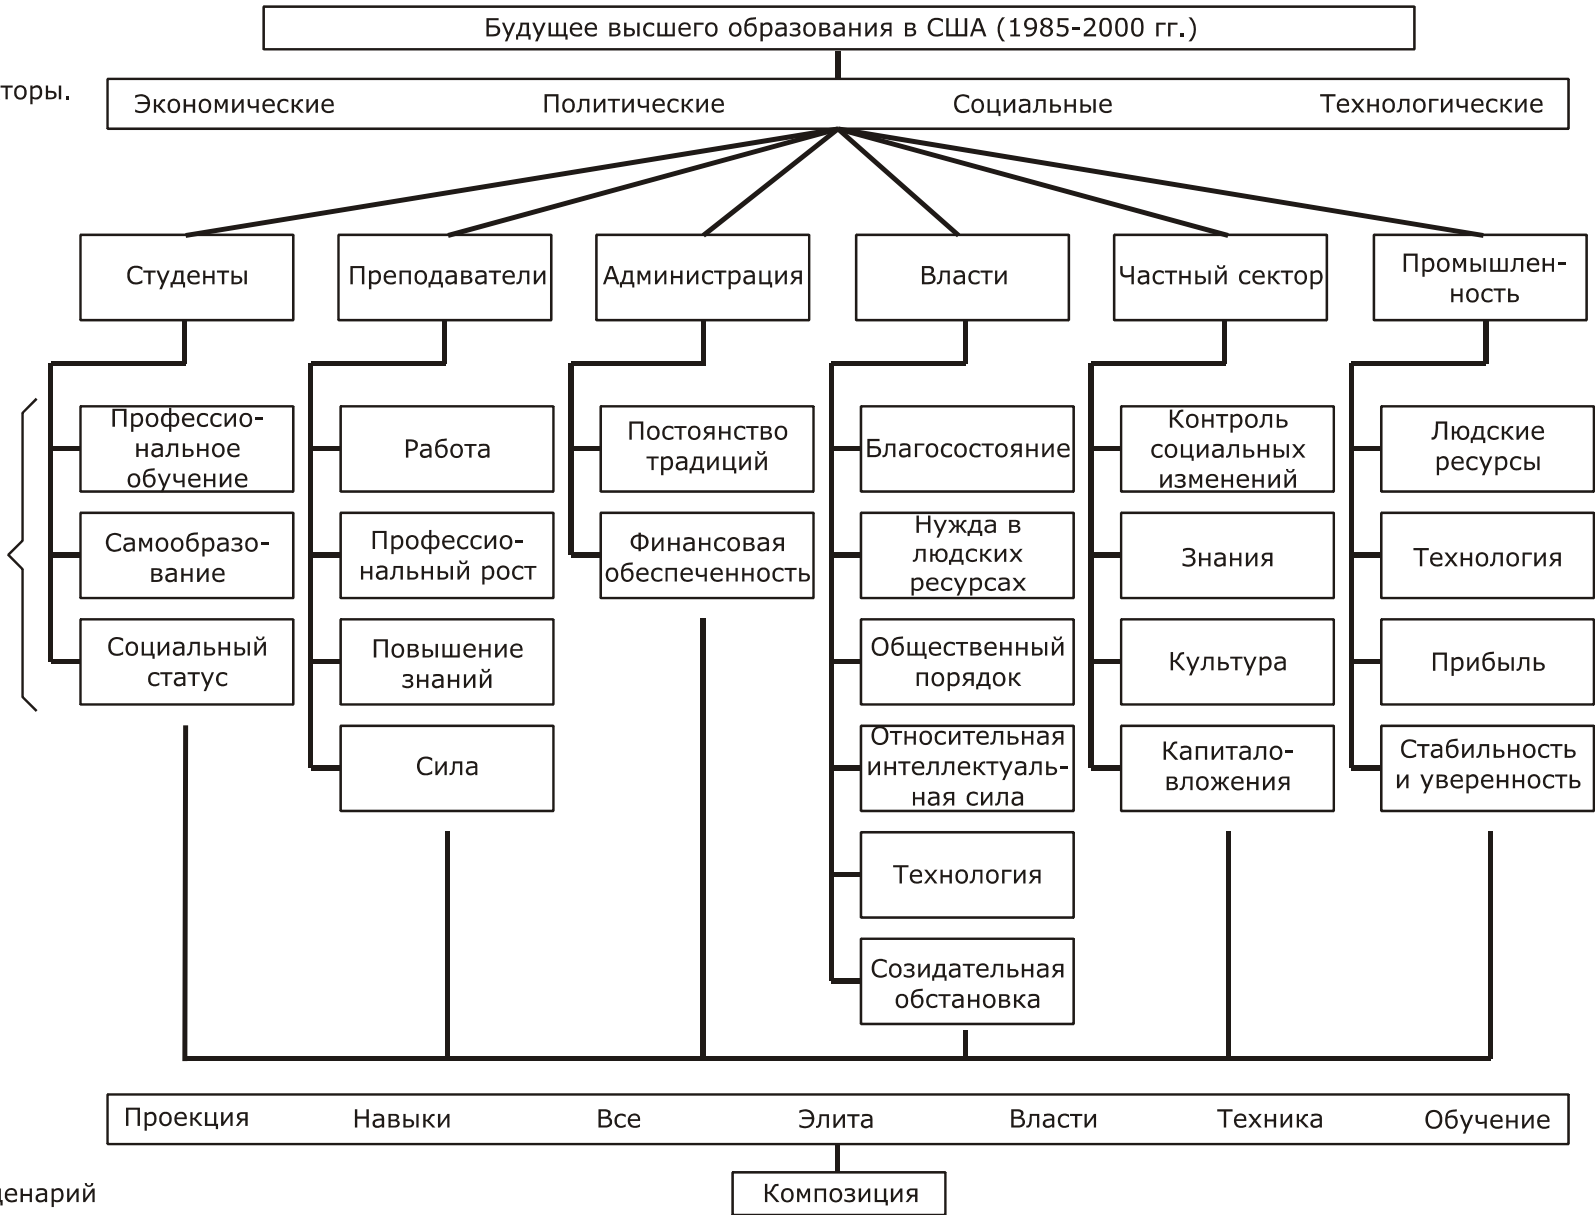 Будущее высшего образования в США (1985-2000 гг.)
торы.
Экономические Политические Социальные Технологические
Студенты
Преподаватели
Администрация
Власти
Частный сектор
Промышлен-
ность
Профессио-
нальное
обучение
Самообразо-
вание
Социальный
статус
Работа
Профессио-
нальный рост
Повышение
знаний
Сила
Постоянство
традиций
Финансовая
обеспеченность
Благосостояние
Нужда в
людских
ресурсах
Общественный
порядок
Относительная
интеллектуаль-
ная сила
Технология
Созидательная
обстановка
Контроль
социальных
изменений
Знания
Культура
Капитало-
вложения
Людские
ресурсы
Технология
Прибыль
Стабильность
и уверенность
Проекция Навыки Все Элита Власти Техника Обучение
Композиция
ценарий